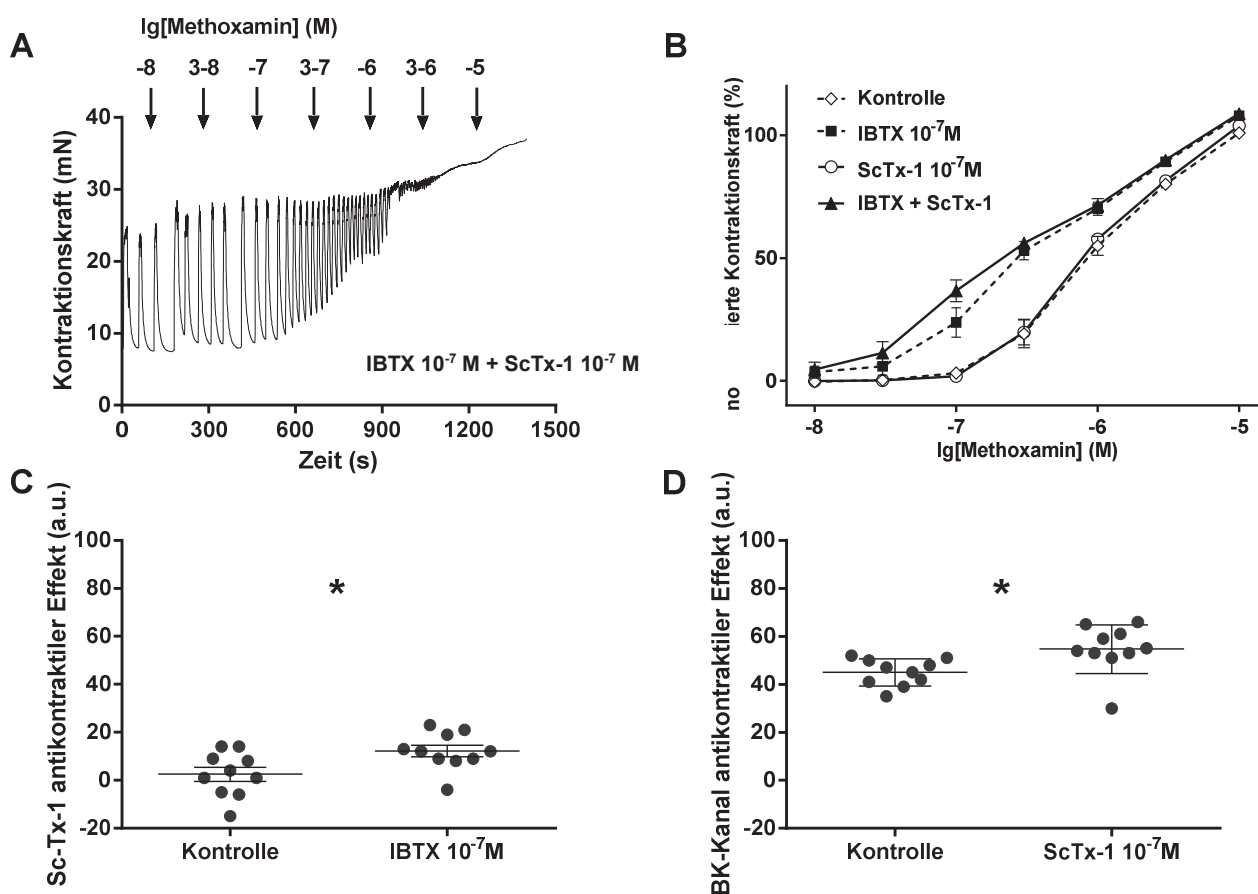 A
lg[Methoxamin] (M)
-8 3-8 -7 3-7 -6 3-6 -5
Kontraktionskraft (mN)
40
30
20
10
0
0 300 600 900 1200 1500
Zeit (s)
IBTX 10⁻⁷ M + ScTx-1 10⁻⁷ M
B
no ierte Kontraktionskraft (%)
100
50
0
Kontrolle
IBTX 10⁻⁷M
ScTx-1 10⁻⁷M
IBTX + ScTx-1
-8 -7 -6 -5
lg[Methoxamin] (M)
C
Sc-Tx-1 antikontraktiler Effekt (a.u.)
100
80
60
40
20
0
-20
*
Kontrolle IBTX 10⁻⁷M
D
BK-Kanal antikontraktiler Effekt (a.u.)
100
80
60
40
20
0
-20
*
Kontrolle ScTx-1 10⁻⁷M